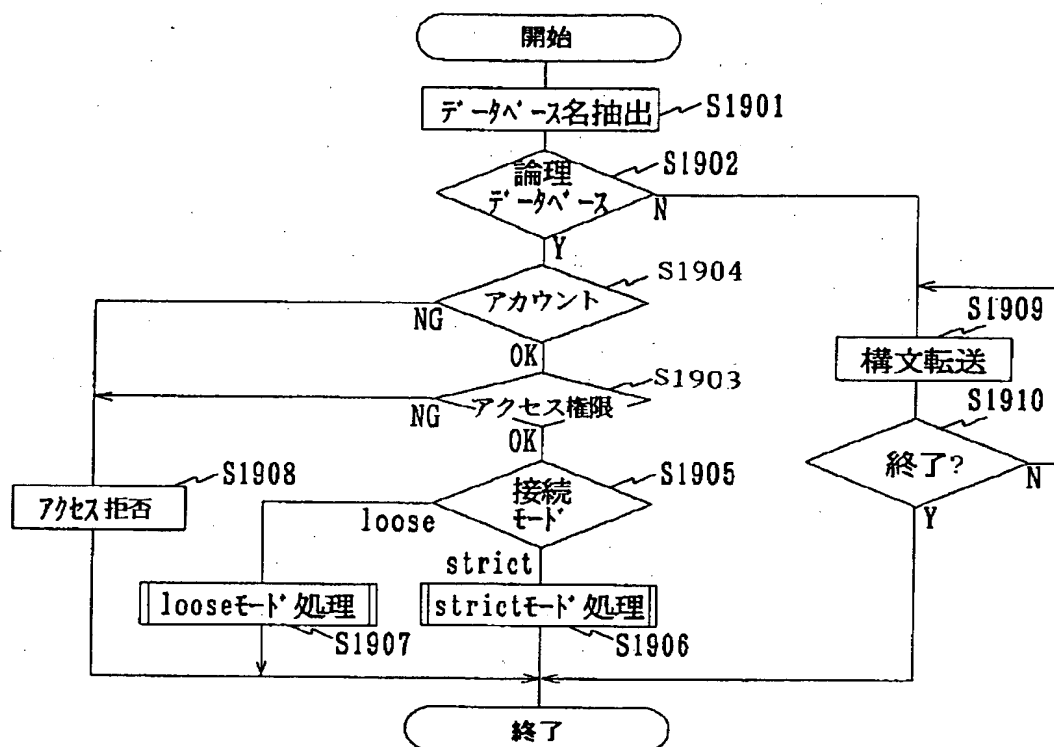 開始
データベース名抽出
S1901
論理
データベース
S1902
N
Y
アカウント
S1904
NG
OK
アクセス権限
S1903
NG
OK
S1909
構文転送
S1910
終了?
N
Y
接続
モード
S1905
loose
strict
S1908
アクセス拒否
looseモード処理
S1907
strictモード処理
S1906
終了